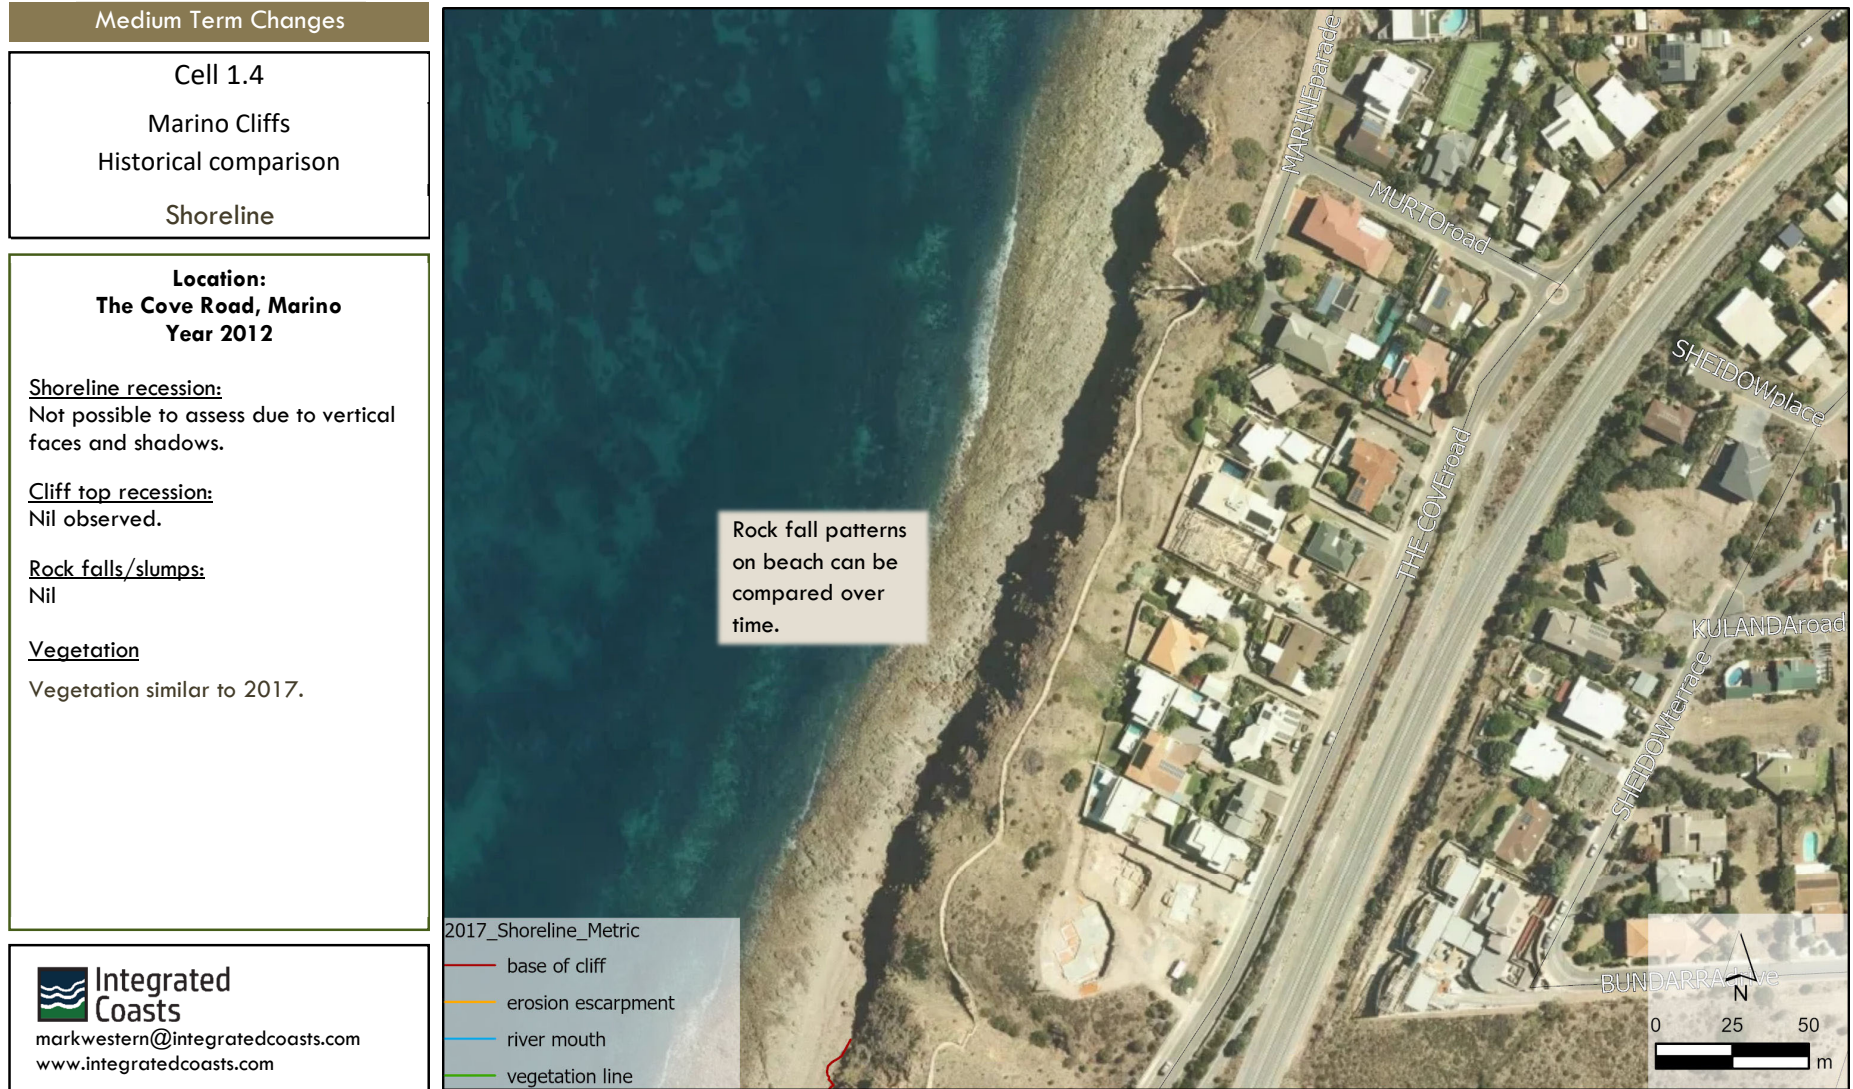 Medium Term Changes
Cell 1.4
Marino Cliffs
Historical comparison
Shoreline
Location:
The Cove Road, Marino
Year 2012
Shoreline recession:
Not possible to assess due to vertical
faces and shadows.
Cliff top recession:
Nil observed.
Rock falls/slumps:
Nil
Vegetation
Vegetation similar to 2017.
Integrated
Coasts
markwestern@integratedcoasts.com
www.integratedcoasts.com
MARINEparade
MURTOroad
SHEIDOWplace
THE COVEroad
Rock fall patterns
on beach can be
compared over
time.
KULANDAroad
SHEIDOWterrace
BUNDARRAdrive
2017_Shoreline_Metric
base of cliff
erosion escarpment
river mouth
vegetation line
N
0 25 50
m